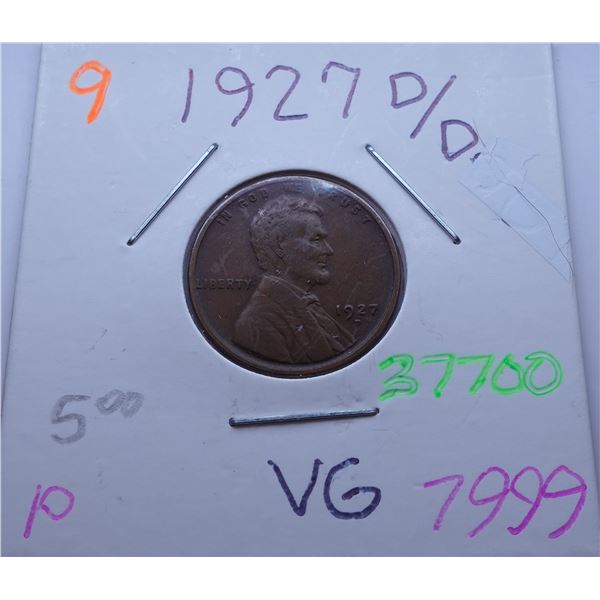 9 1927 D/D.
IN GOD WE TRUST
LIBERTY
1927
D
37700
5.00
P
VG
7999